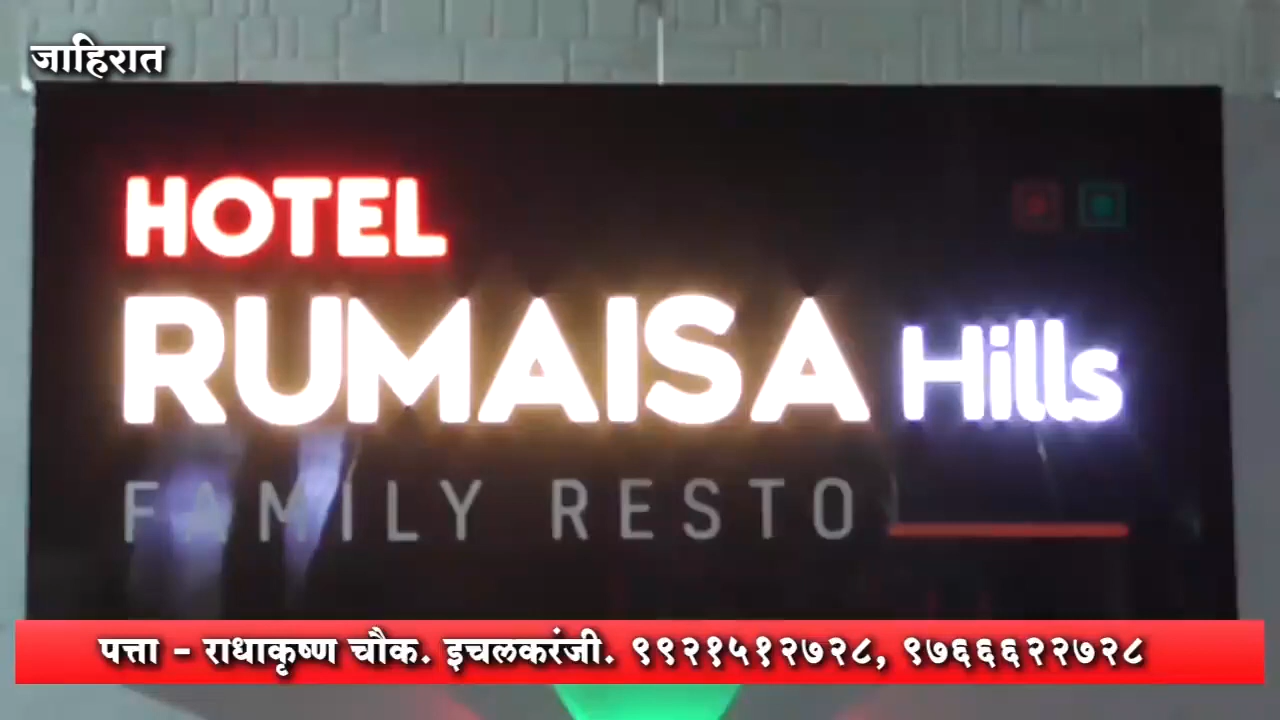 जाहिरात
HOTEL
RUMAISA Hills
FAMILY RESTO
पत्ता - राधाकृष्ण चौक. इचलकरंजी. ९९२१५१२७२८, ९७६६६२२७२८